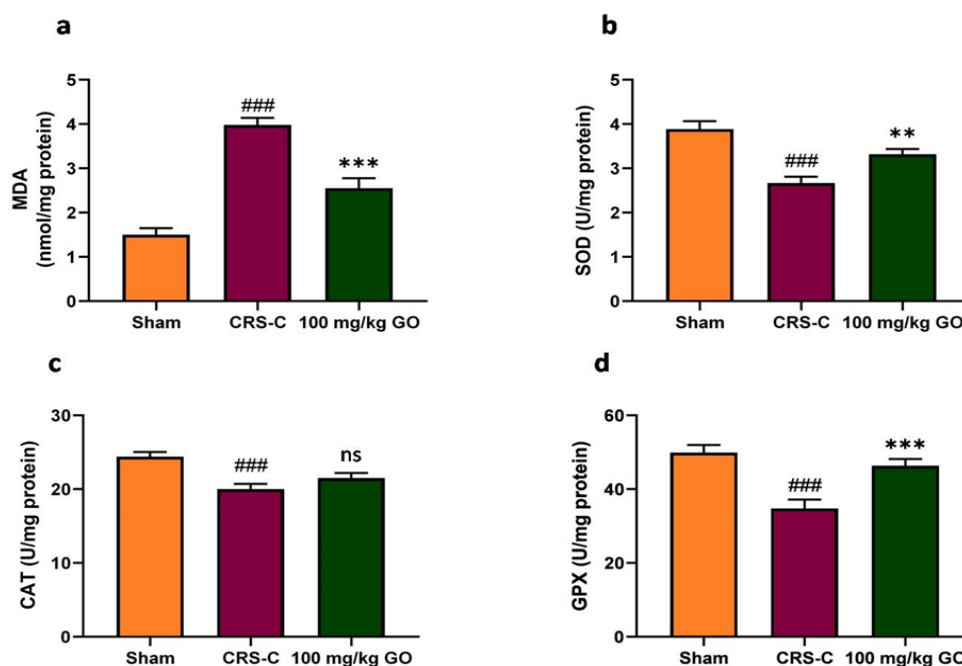 a
MDA
(nmol/mg protein)
5
4
3
2
1
0
###
***
Sham
CRS-C
100 mg/kg GO
b
SOD (U/mg protein)
5
4
3
2
1
0
###
**
Sham
CRS-C
100 mg/kg GO
c
CAT (U/mg protein)
30
20
10
0
###
ns
Sham
CRS-C
100 mg/kg GO
d
GPX (U/mg protein)
60
40
20
0
###
***
Sham
CRS-C
100 mg/kg GO